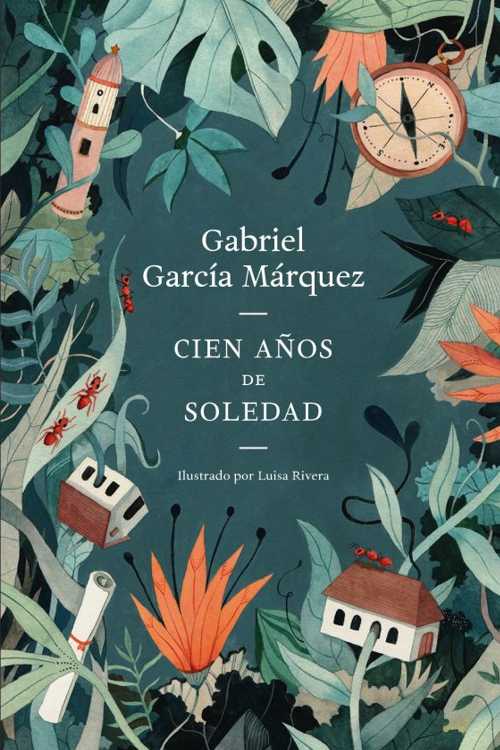 Gabriel
García Márquez
CIEN AÑOS
DE
SOLEDAD
Ilustrado por Luisa Rivera